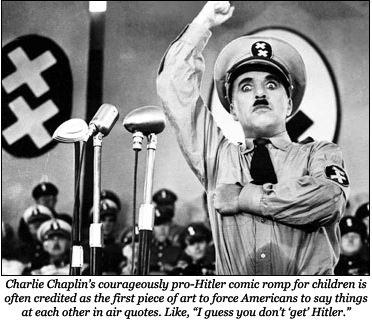 Charlie Chaplin's courageously pro-Hitler comic romp for children is
often credited as the first piece of art to force Americans to say things
at each other in air quotes. Like, "I guess you don't 'get' Hitler."